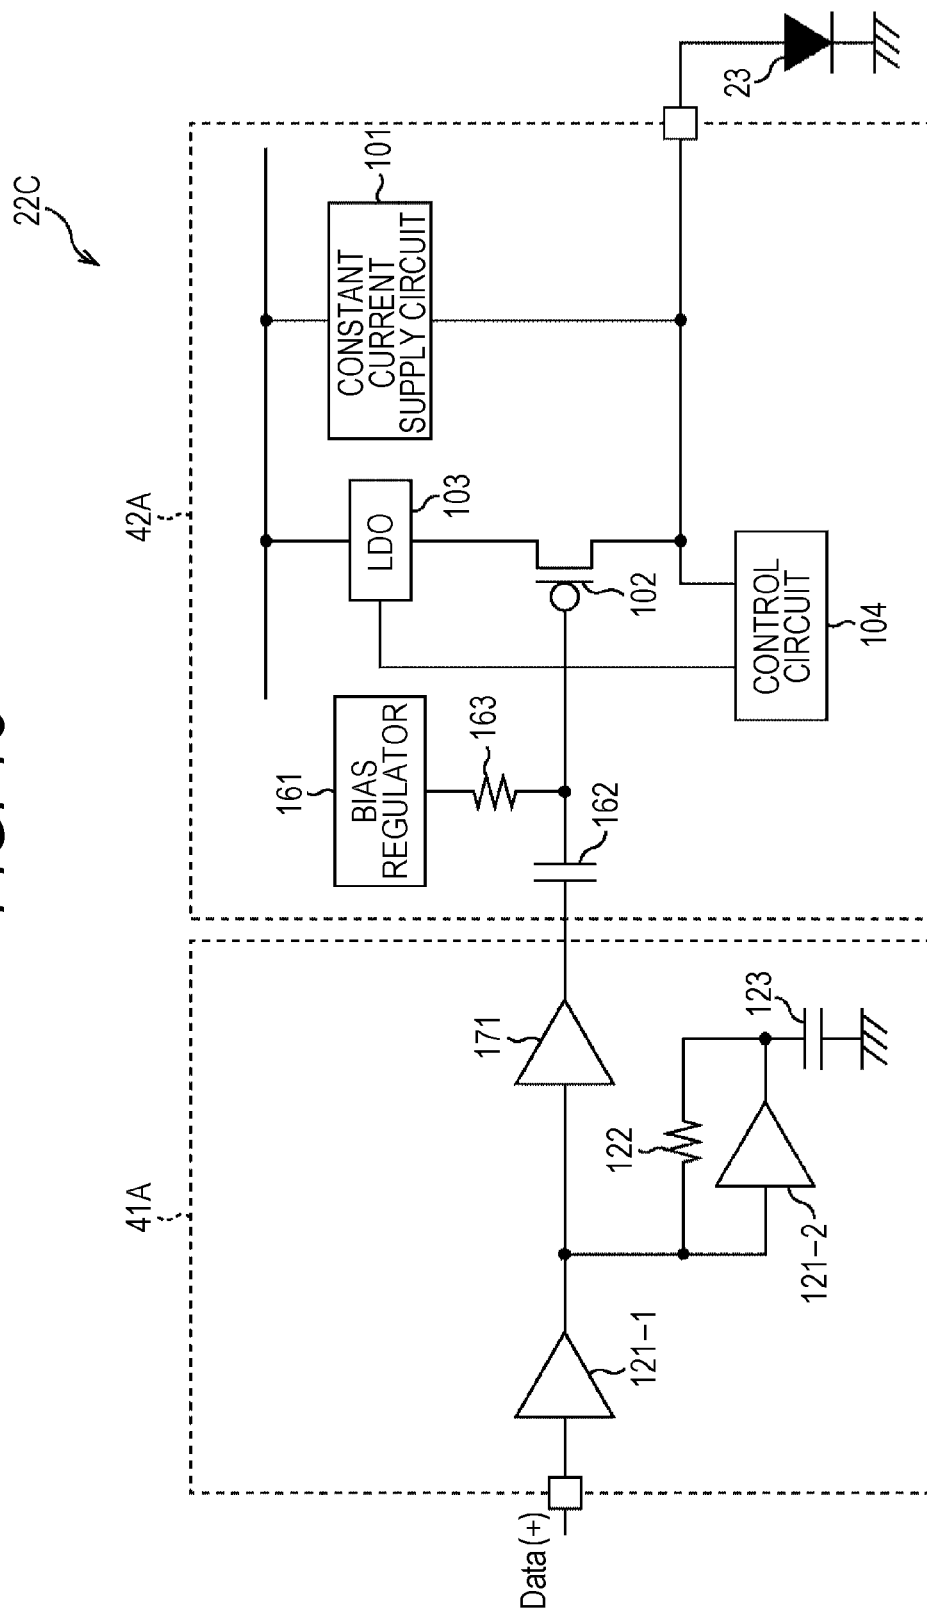 22C
41A
42A
Data (+)
121-1
171
122
121-2
123
161
BIAS
REGULATOR
163
162
LDO
103
102
CONSTANT
CURRENT
SUPPLY CIRCUIT
101
CONTROL
CIRCUIT
104
23